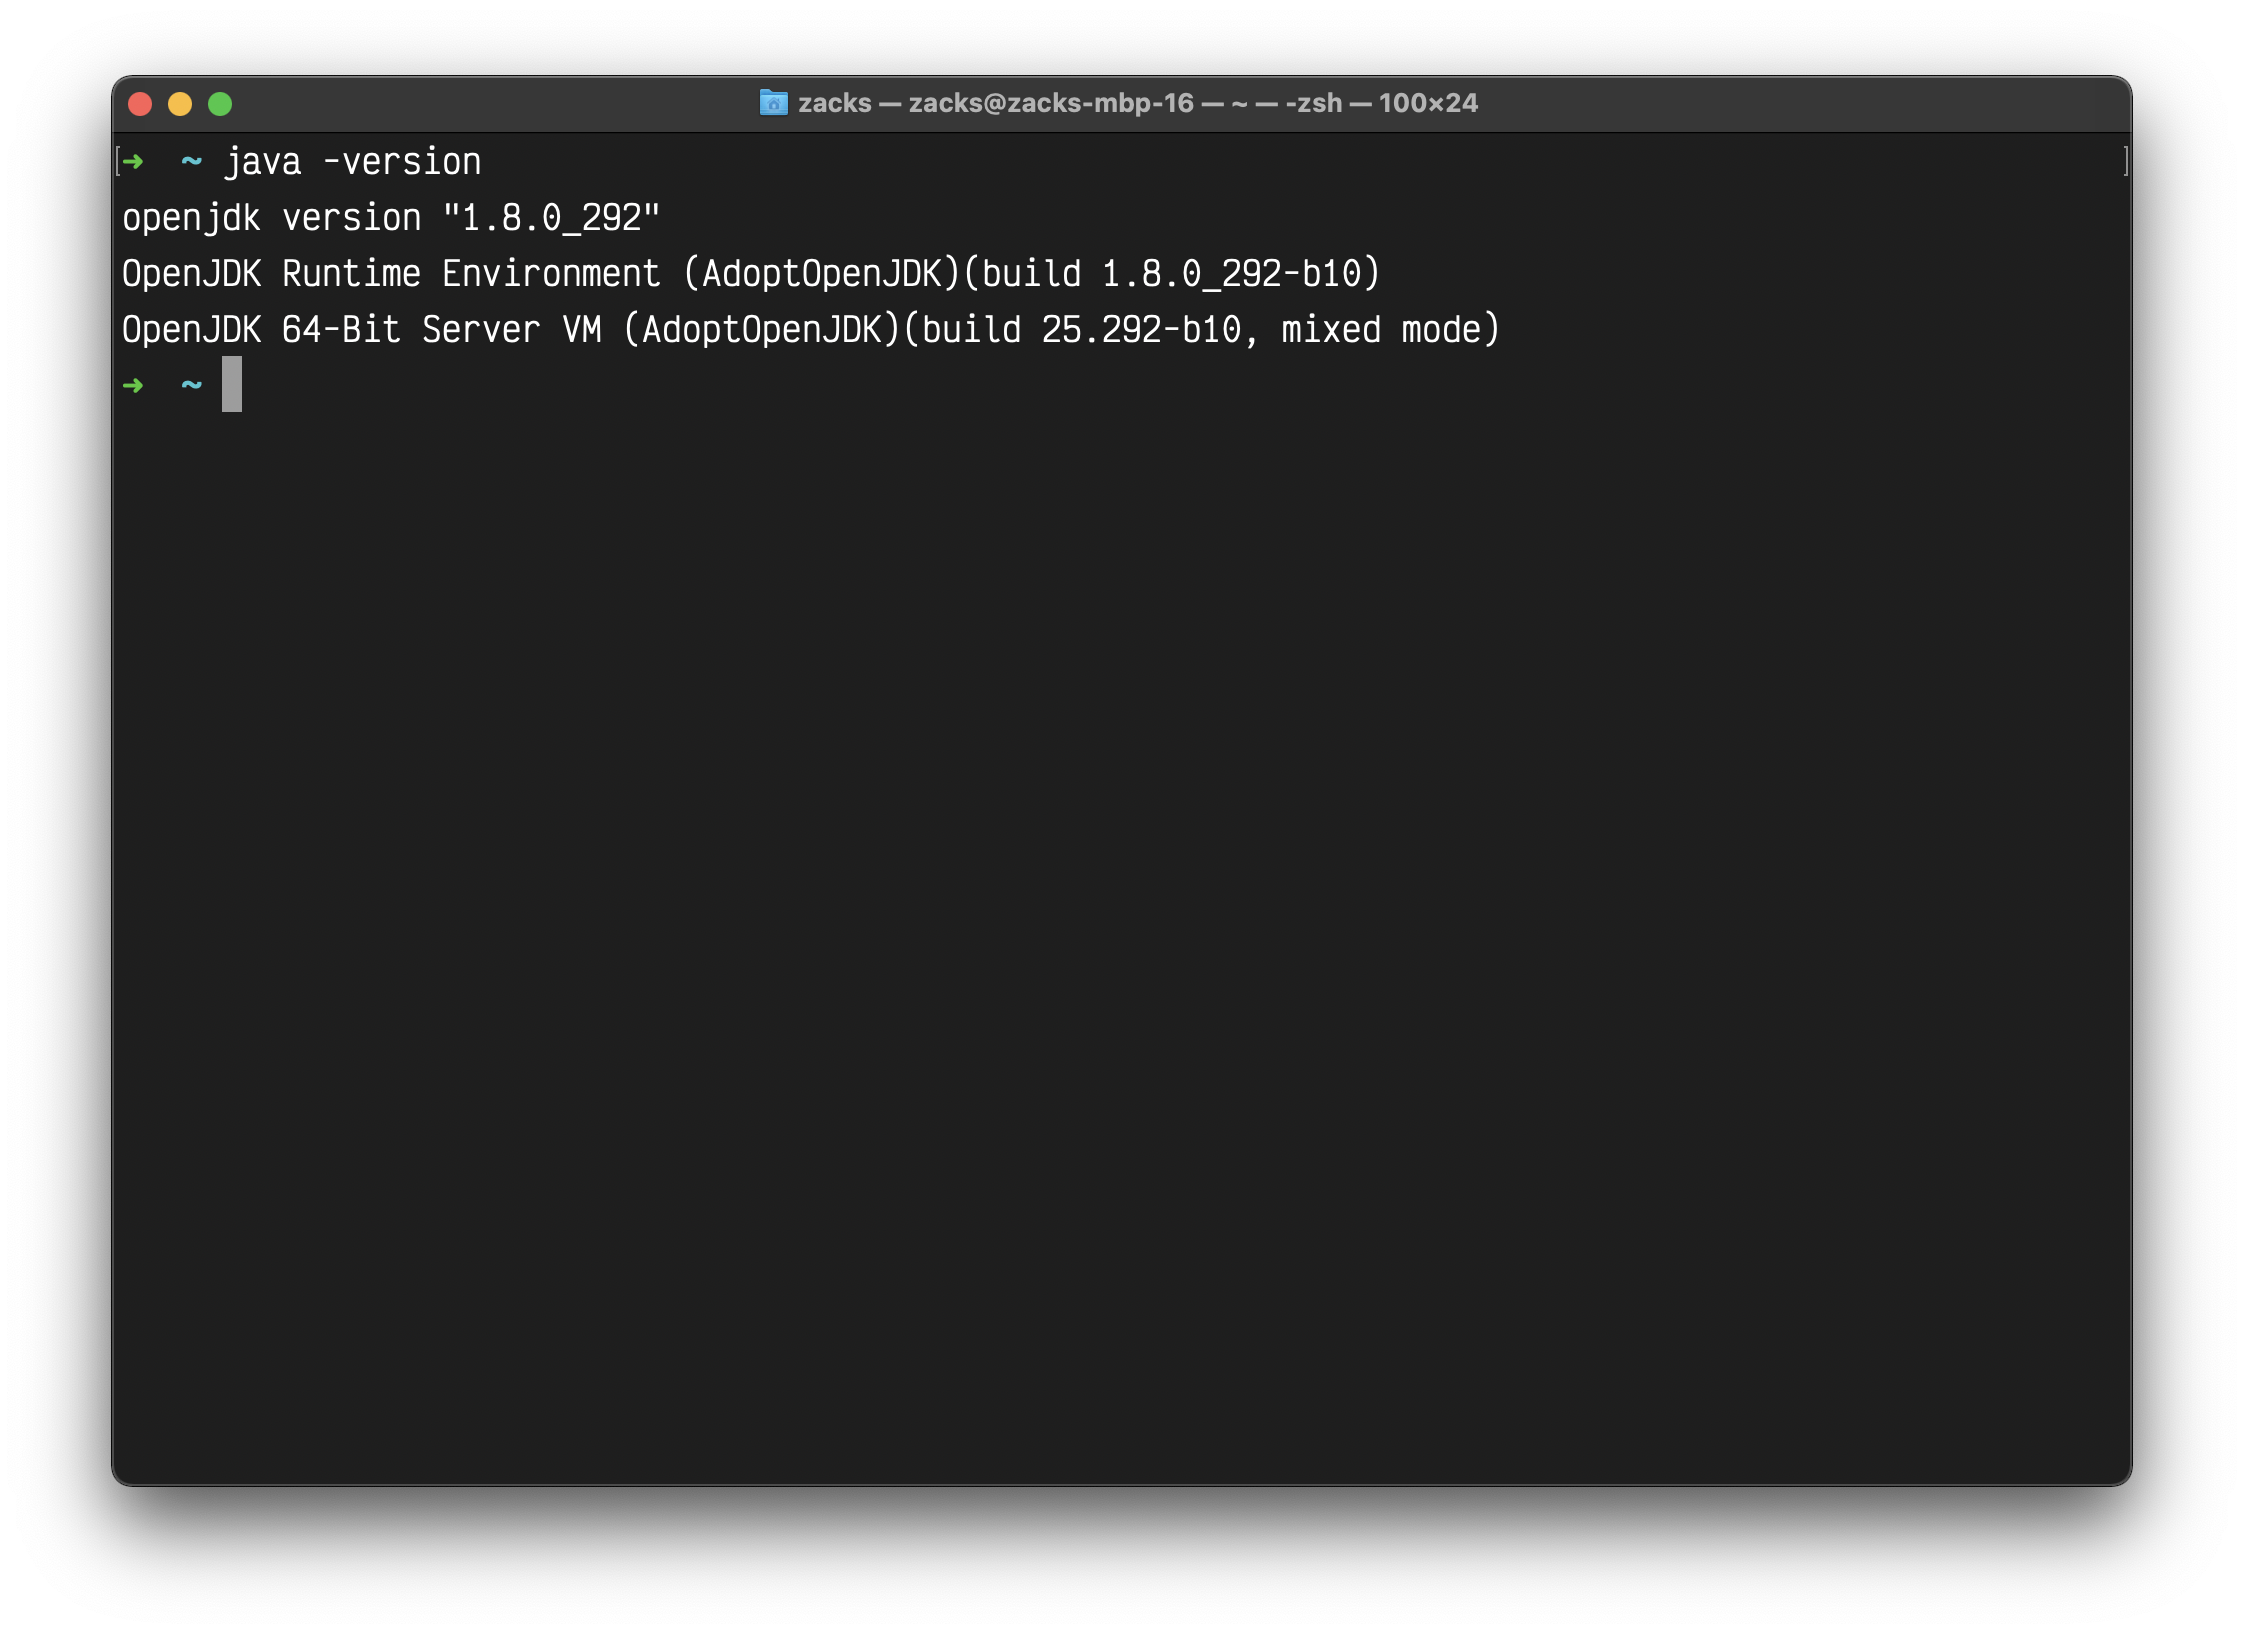 zacks — zacks@zacks-mbp-16 — ~ — -zsh — 100×24
[➜  ~ java -version ]
openjdk version "1.8.0_292"
OpenJDK Runtime Environment (AdoptOpenJDK)(build 1.8.0_292-b10)
OpenJDK 64-Bit Server VM (AdoptOpenJDK)(build 25.292-b10, mixed mode)
➜  ~